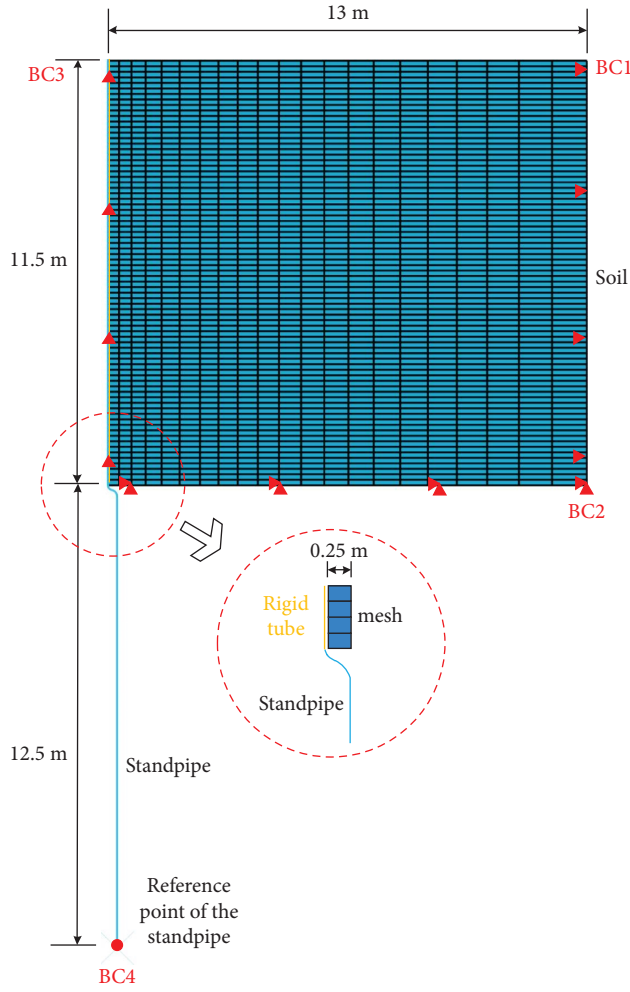 13 m
BC3
BC1
11.5 m
Soil
BC2
0.25 m
Rigid
tube
mesh
Standpipe
12.5 m
Standpipe
Reference
point of the
standpipe
BC4